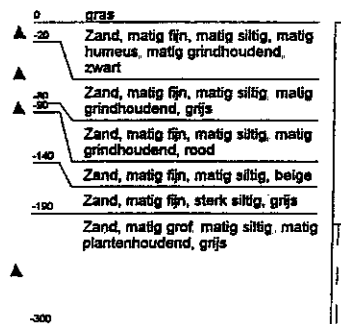 0 gras
-20 Zand, matig fijn, matig siltig, matig
humeus, matig grindhoudend,
zwart
-70 Zand, matig fijn, matig siltig, matig
grindhoudend, grijs
-90 Zand, matig fijn, matig siltig, matig
grindhoudend, rood
-140 Zand, matig fijn, matig siltig, beige
Zand, matig fijn, sterk siltig, grijs
-190
Zand, matig grof, matig siltig, matig
plantenhoudend, grijs
-300